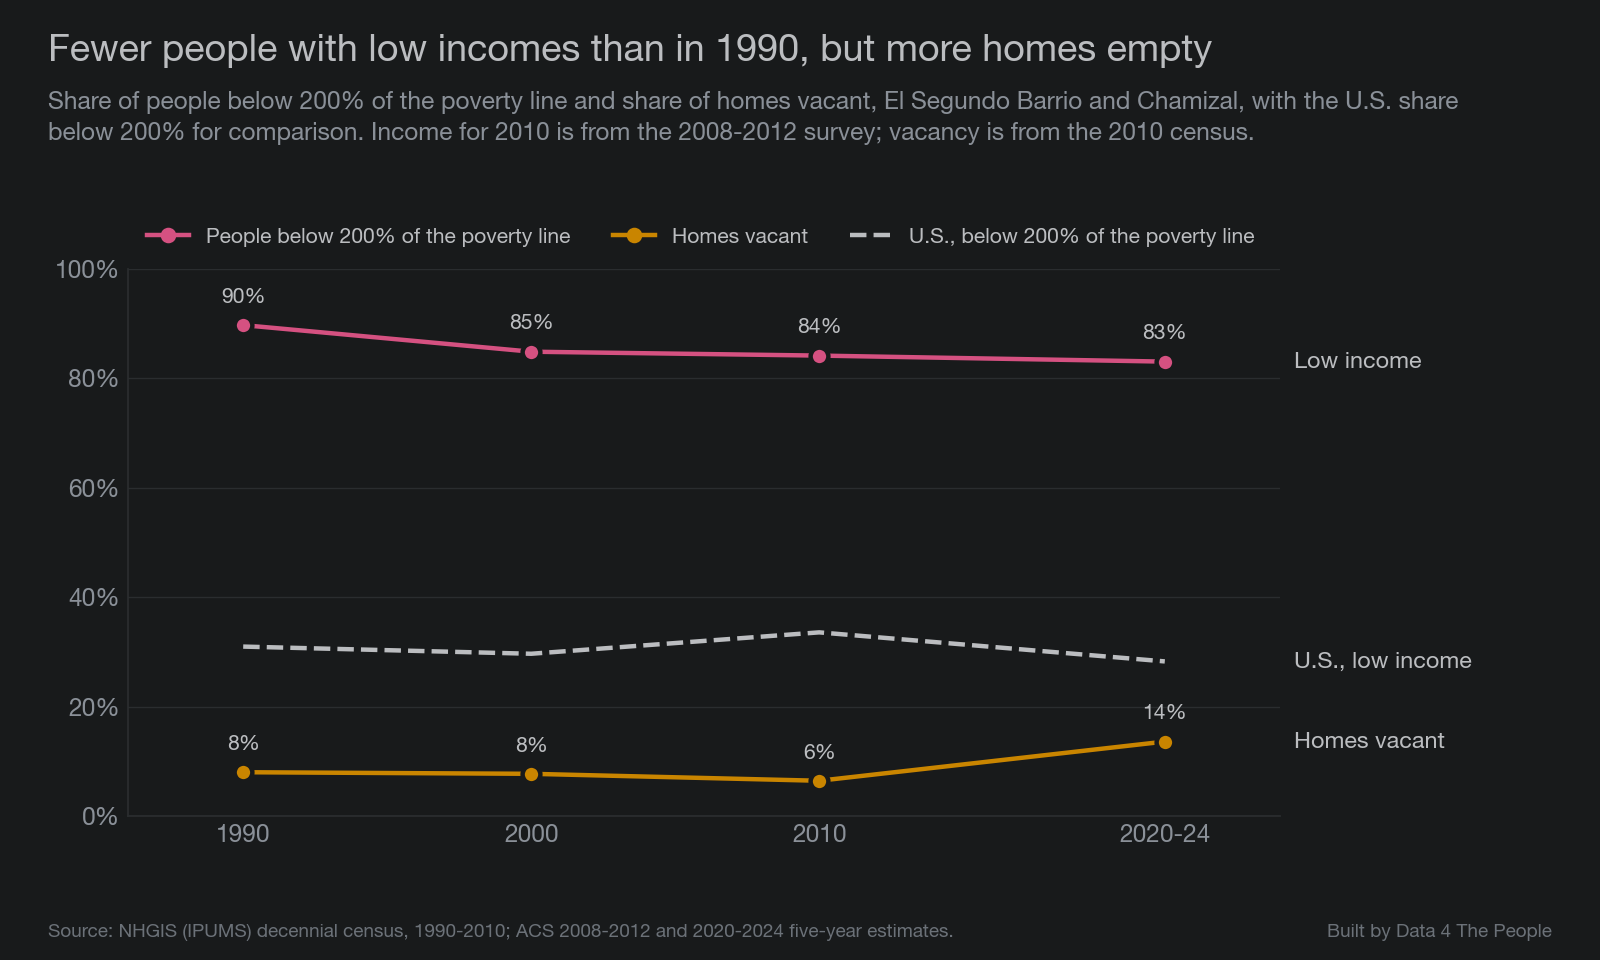 Fewer people with low incomes than in 1990, but more homes empty
Share of people below 200% of the poverty line and share of homes vacant, El Segundo Barrio and Chamizal, with the U.S. share
below 200% for comparison. Income for 2010 is from the 2008-2012 survey; vacancy is from the 2010 census.
People below 200% of the poverty line
Homes vacant
U.S., below 200% of the poverty line
100%
80%
60%
40%
20%
0%
90%
85%
84%
83%
Low income
U.S., low income
8%
8%
6%
14%
Homes vacant
1990
2000
2010
2020-24
Source: NHGIS (IPUMS) decennial census, 1990-2010; ACS 2008-2012 and 2020-2024 five-year estimates.
Built by Data 4 The People